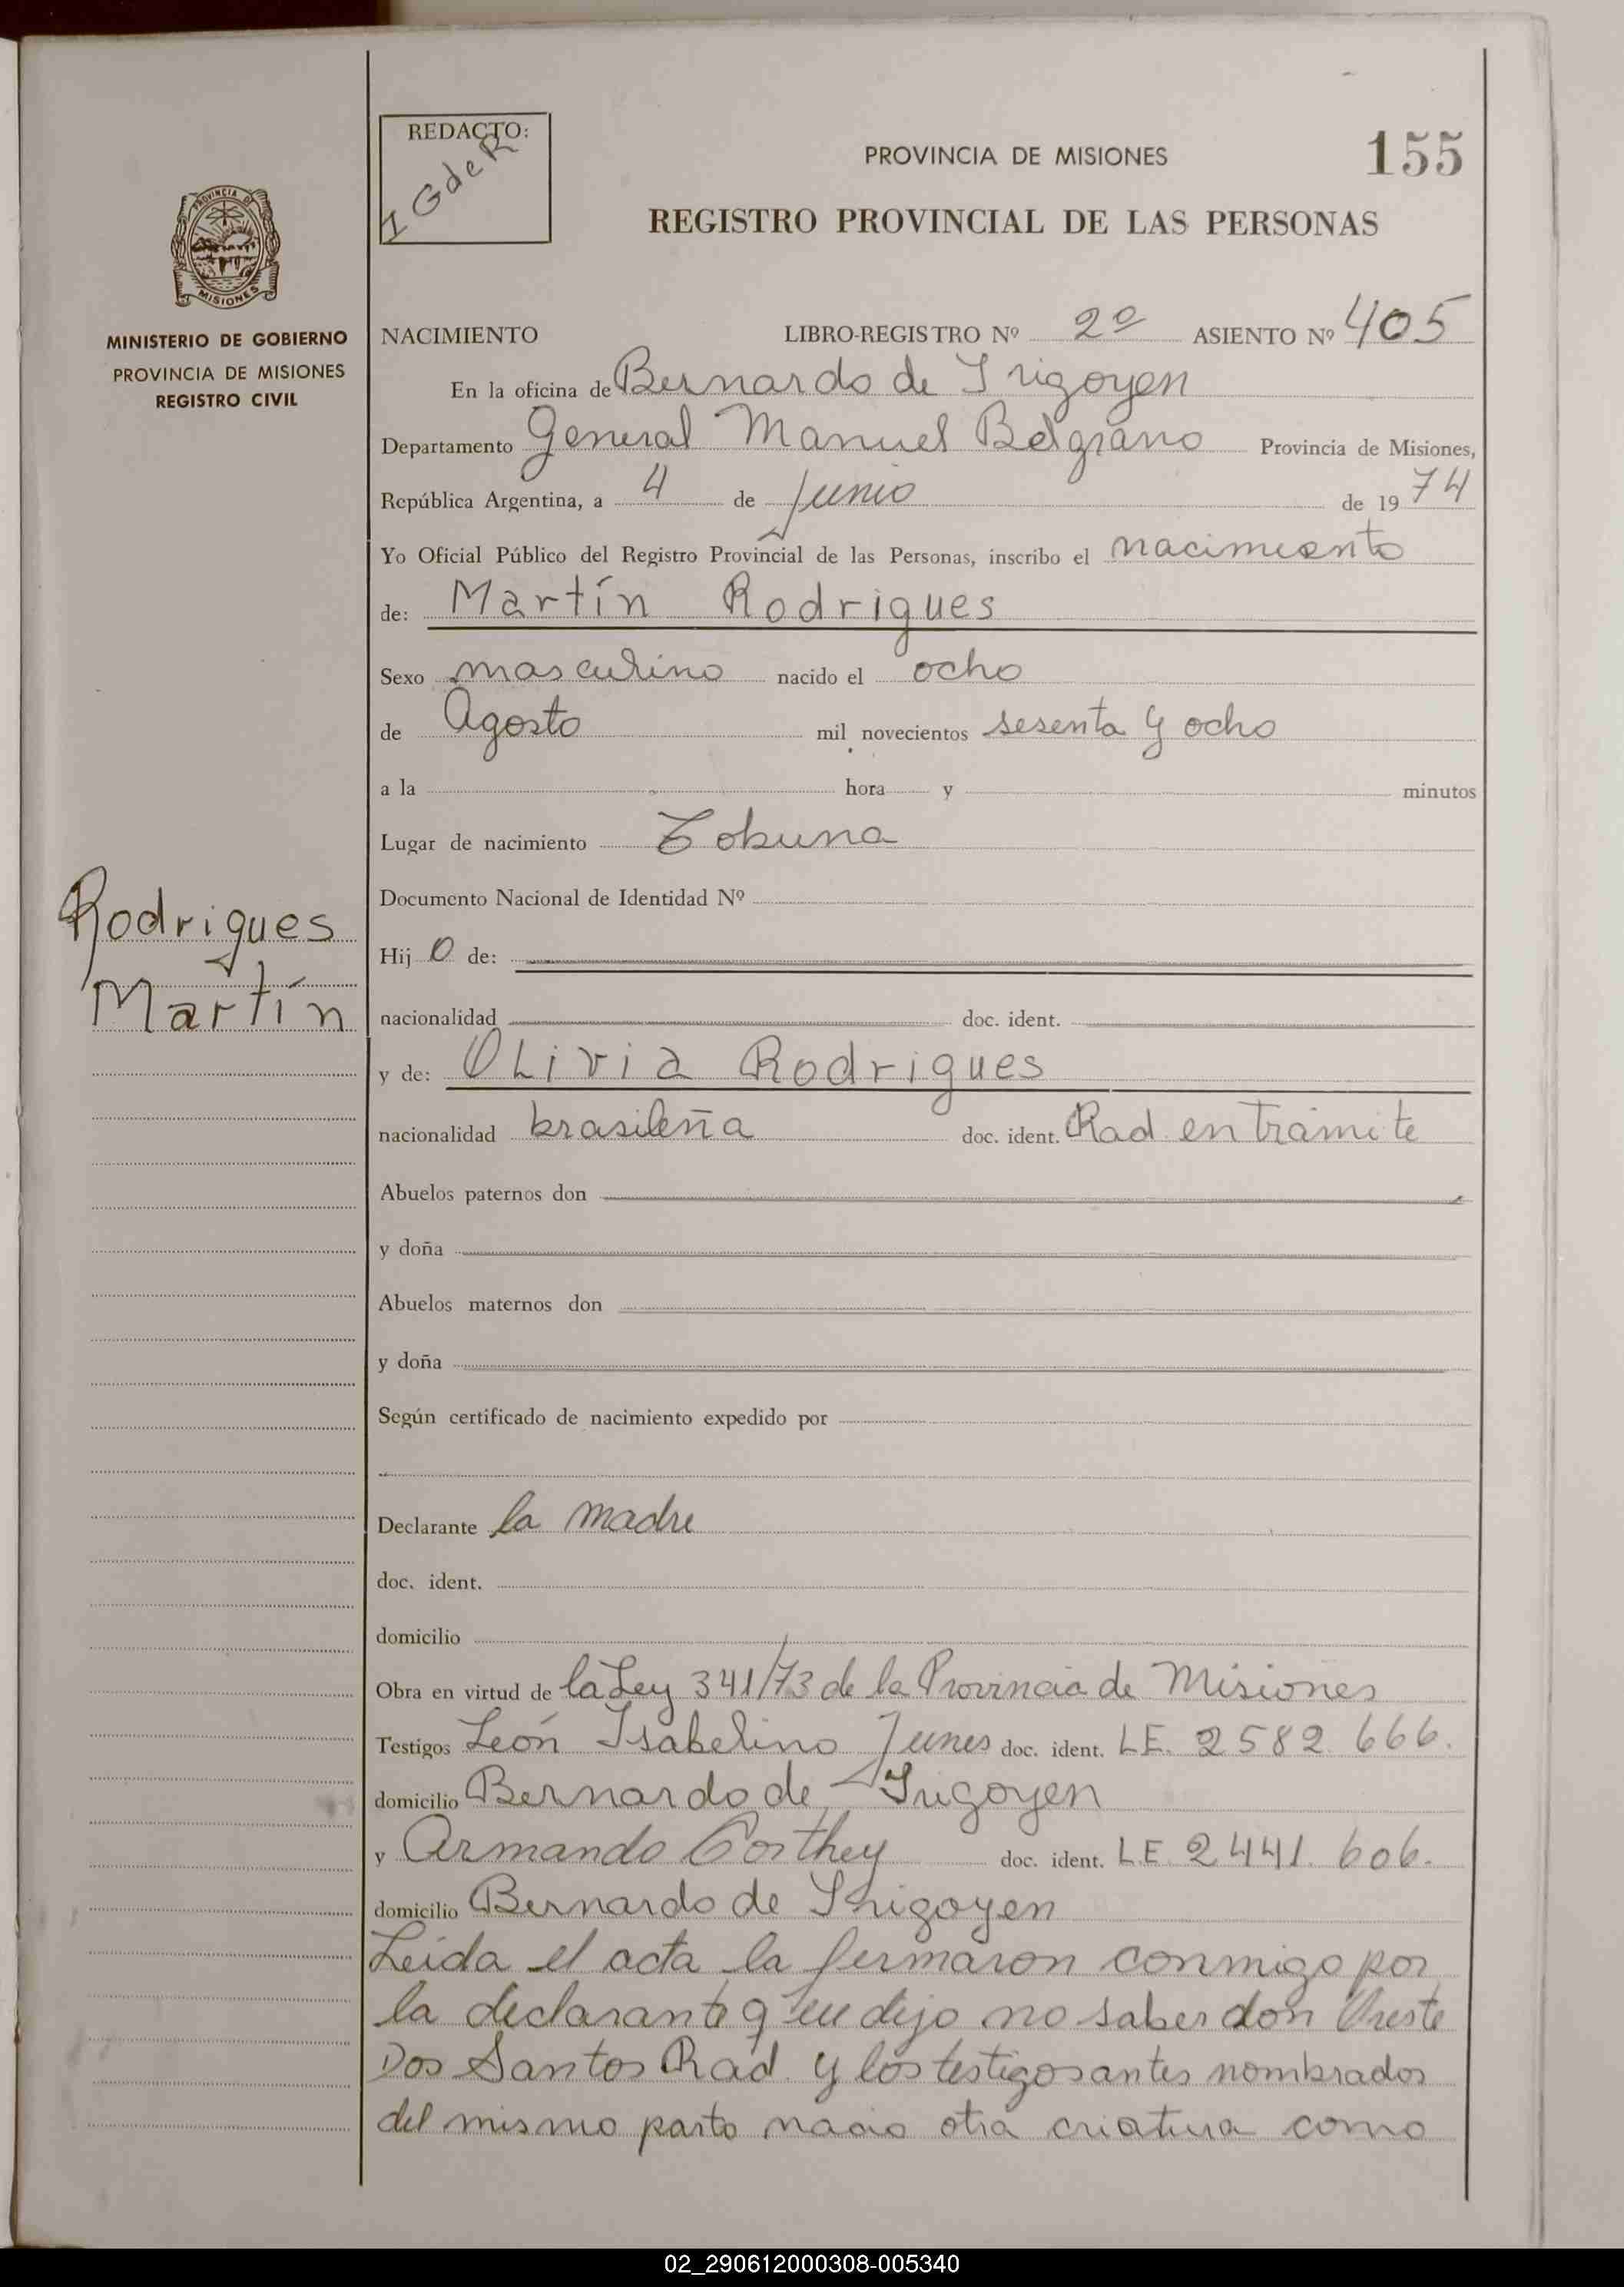 REDACTO:
I GdeR
PROVINCIA DE MISIONES
155
REGISTRO PROVINCIAL DE LAS PERSONAS
PROVINCIA DE
MISIONES
MINISTERIO DE GOBIERNO
PROVINCIA DE MISIONES
REGISTRO CIVIL
NACIMIENTO LIBRO-REGISTRO Nº 2º ASIENTO Nº 405
En la oficina de Bernardo de Irigoyen
Departamento General Manuel Belgrano Provincia de Misiones,
República Argentina, a 4 de Junio de 19 74
Yo Oficial Público del Registro Provincial de las Personas, inscribo el nacimiento
de: Martín Rodrigues
Sexo masculino nacido el ocho
de Agosto mil novecientos sesenta y ocho
a la hora y minutos
Lugar de nacimiento Tobuna
Documento Nacional de Identidad Nº
Rodrigues
Martín
Hij o de:
nacionalidad doc. ident.
y de: OLivia Rodrigues
nacionalidad brasileña doc. ident. Rad en trámite
Abuelos paternos don
y doña
Abuelos maternos don
y doña
Según certificado de nacimiento expedido por
Declarante la madre
doc. ident.
domicilio
Obra en virtud de la Ley 341/73 de la Provincia de Misiones
Testigos León Isabelino Junes doc. ident. LE. 2582.666.
domicilio Bernardo de Irigoyen
y Armando Corthey doc. ident. LE 2441.606.
domicilio Bernardo de Irigoyen
Leída el acta la fermaron conmigo por
la declarante q'eu dijo no saber don Oreste
Dos Santos Rad. y los testigos antes nombrados
del mismo parto nacio otra criatura como
02_290612000308-005340